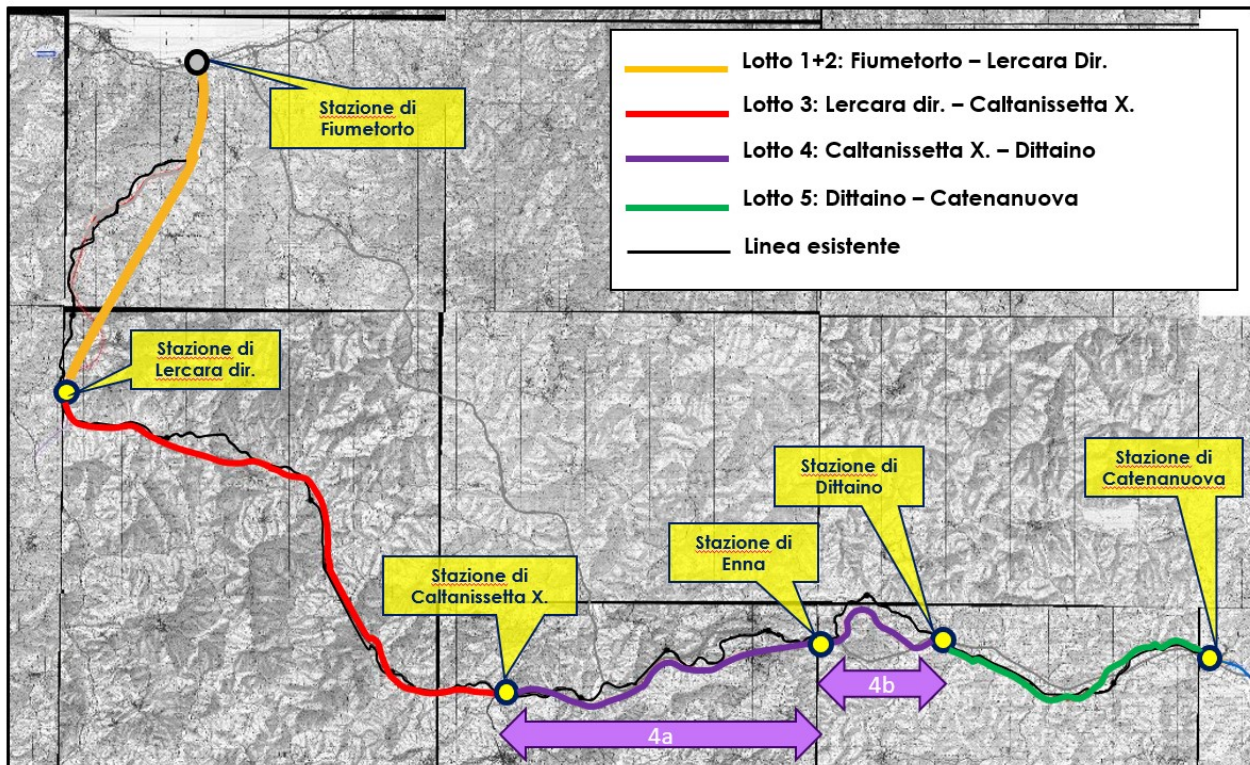 Stazione di
Fiumetorto
Lotto 1+2: Fiumetorto – Lercara Dir.
Lotto 3: Lercara dir. – Caltanissetta X.
Lotto 4: Caltanissetta X. – Dittaino
Lotto 5: Dittaino – Catenanuova
Linea esistente
Stazione di
Lercara dir.
Stazione di
Caltanissetta X.
Stazione di
Enna
Stazione di
Dittaino
Stazione di
Catenanuova
4a
4b